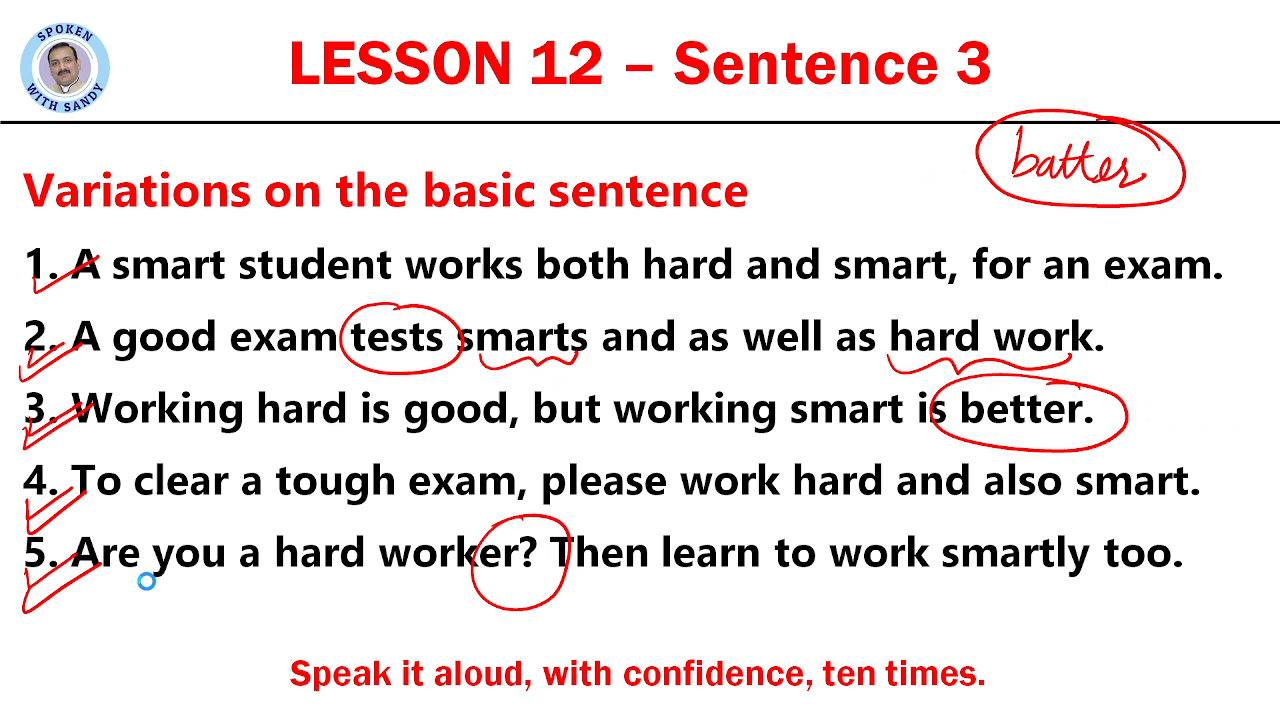 SPOKEN
WITH SANDY
LESSON 12 – Sentence 3
batter
Variations on the basic sentence
1. A smart student works both hard and smart, for an exam.
2. A good exam tests smarts and as well as hard work.
3. Working hard is good, but working smart is better.
4. To clear a tough exam, please work hard and also smart.
5. Are you a hard worker? Then learn to work smartly too.
Speak it aloud, with confidence, ten times.